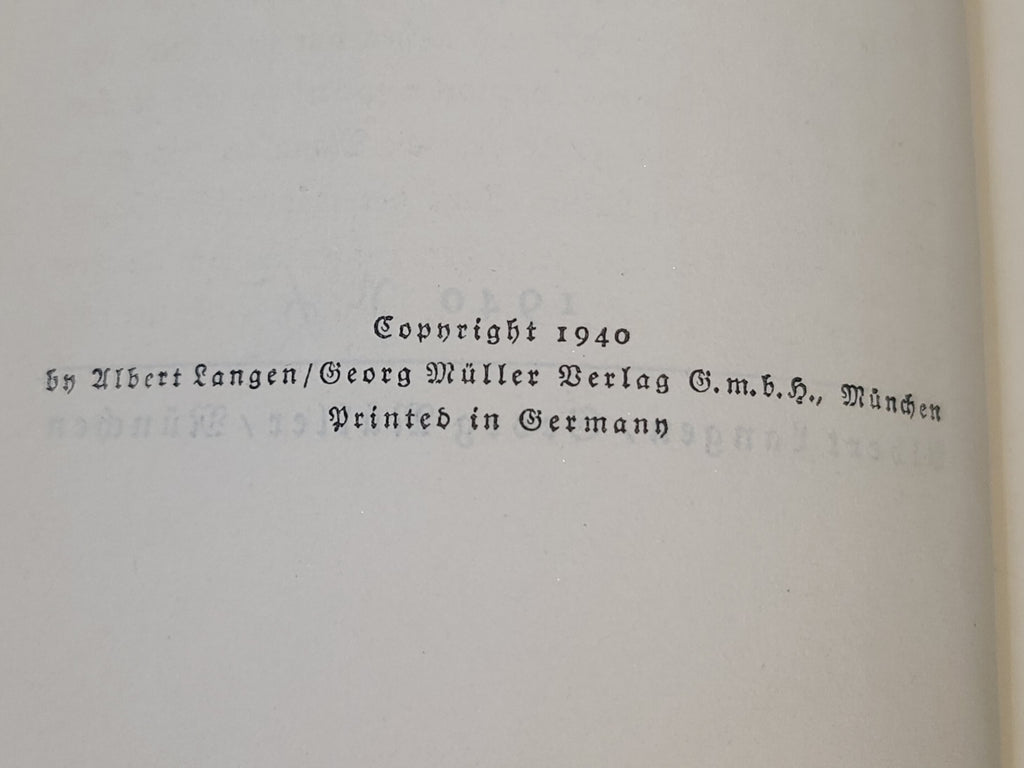 Copyright 1940
by Albert Langen/Georg Müller Verlag G.m.b.H., München
Printed in Germany